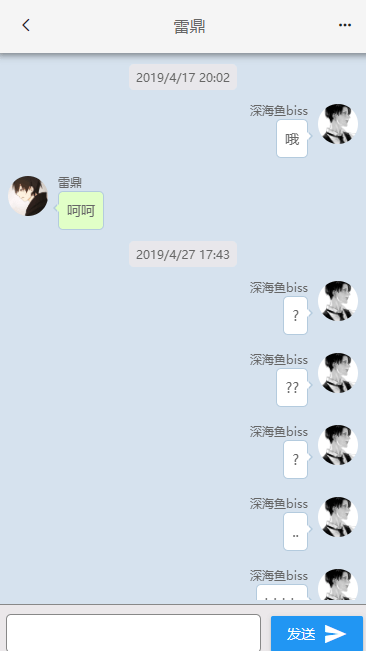 雷鼎
2019/4/17 20:02
深海鱼biss
哦
雷鼎
呵呵
2019/4/27 17:43
深海鱼biss
?
深海鱼biss
??
深海鱼biss
?
深海鱼biss
..
深海鱼biss
发送